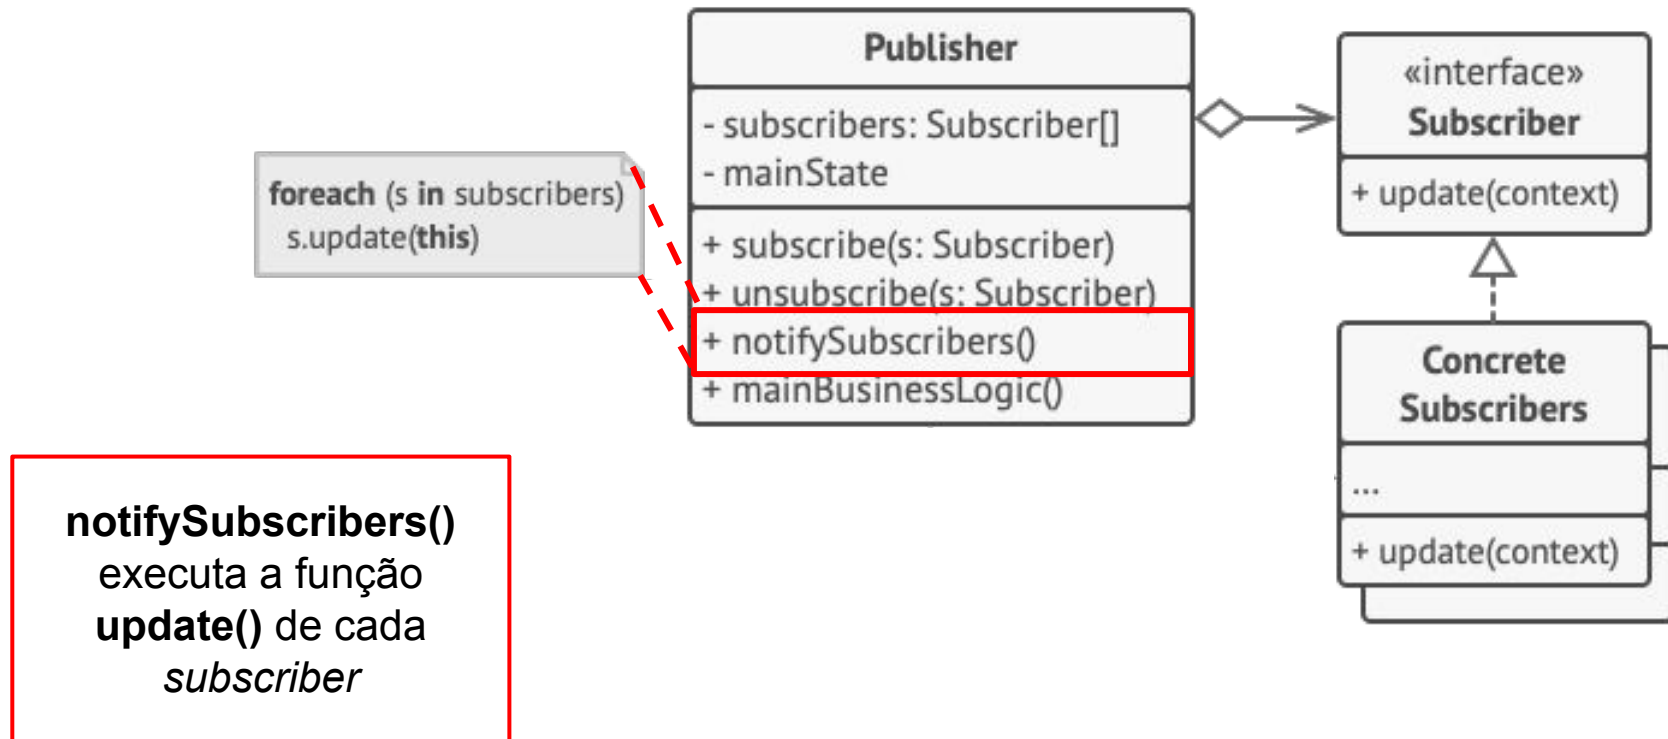 Publisher
- subscribers: Subscriber[]
- mainState
+ subscribe(s: Subscriber)
+ unsubscribe(s: Subscriber)
+ notifySubscribers()
+ mainBusinessLogic()
«interface»
Subscriber
+ update(context)
foreach (s in subscribers)
s.update(this)
Concrete
Subscribers
...
+ update(context)
notifySubscribers()
executa a função
update() de cada
subscriber